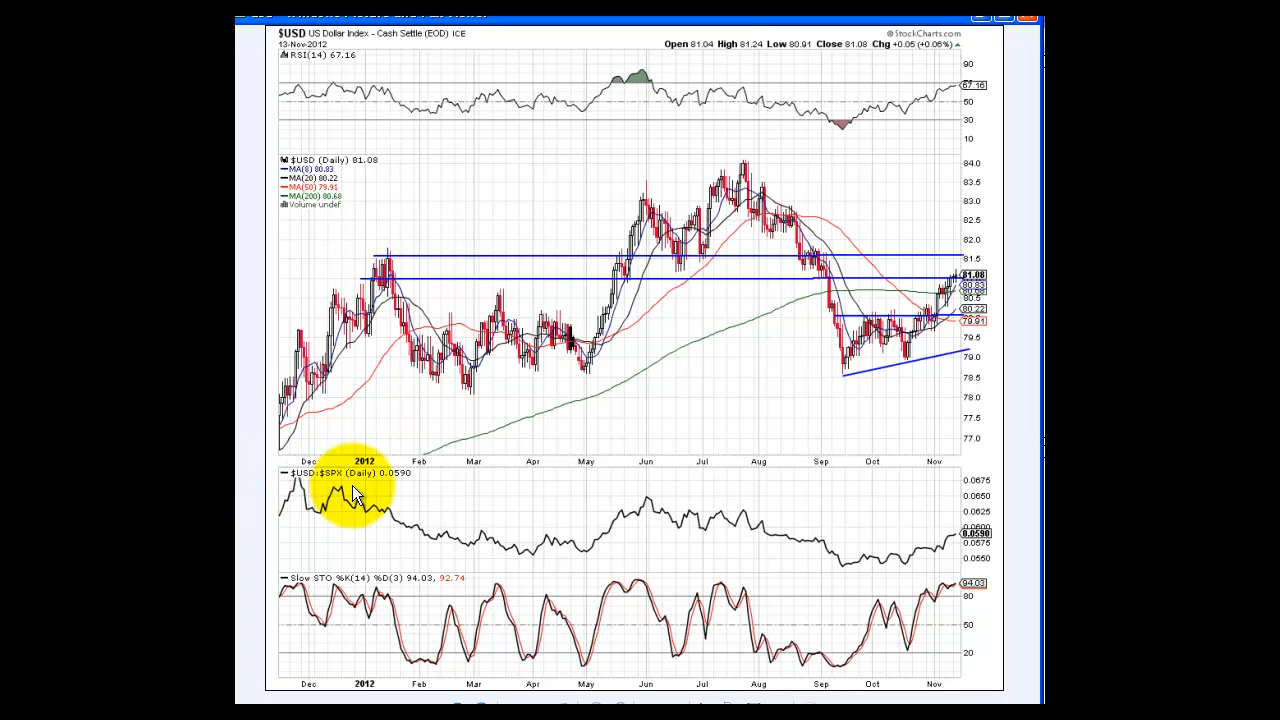 $USD US Dollar Index - Cash Settle (EOD) ICE
© StockCharts.com
13-Nov-2012
Open 81.04 High 81.24 Low 80.91 Close 81.08 Chg +0.05 (+0.06%)
RSI(14) 67.16
90
67.16
50
30
10
$USD (Daily) 81.08
MA(8) 80.83
MA(20) 80.22
MA(50) 79.91
MA(200) 80.68
Volume undef
84.0
83.5
83.0
82.5
82.0
81.5
81.08
80.83
80.68
80.5
80.22
79.91
79.5
79.0
78.5
78.0
77.5
77.0
Dec 2012 Feb Mar Apr May Jun Jul Aug Sep Oct Nov
$USD:$SPX (Daily) 0.0590
0.0675
0.0650
0.0625
0.0600
0.0590
0.0575
0.0550
Slow STO %K(14) %D(3) 94.03, 92.74
94.03
80
50
20
Dec 2012 Feb Mar Apr May Jun Jul Aug Sep Oct Nov